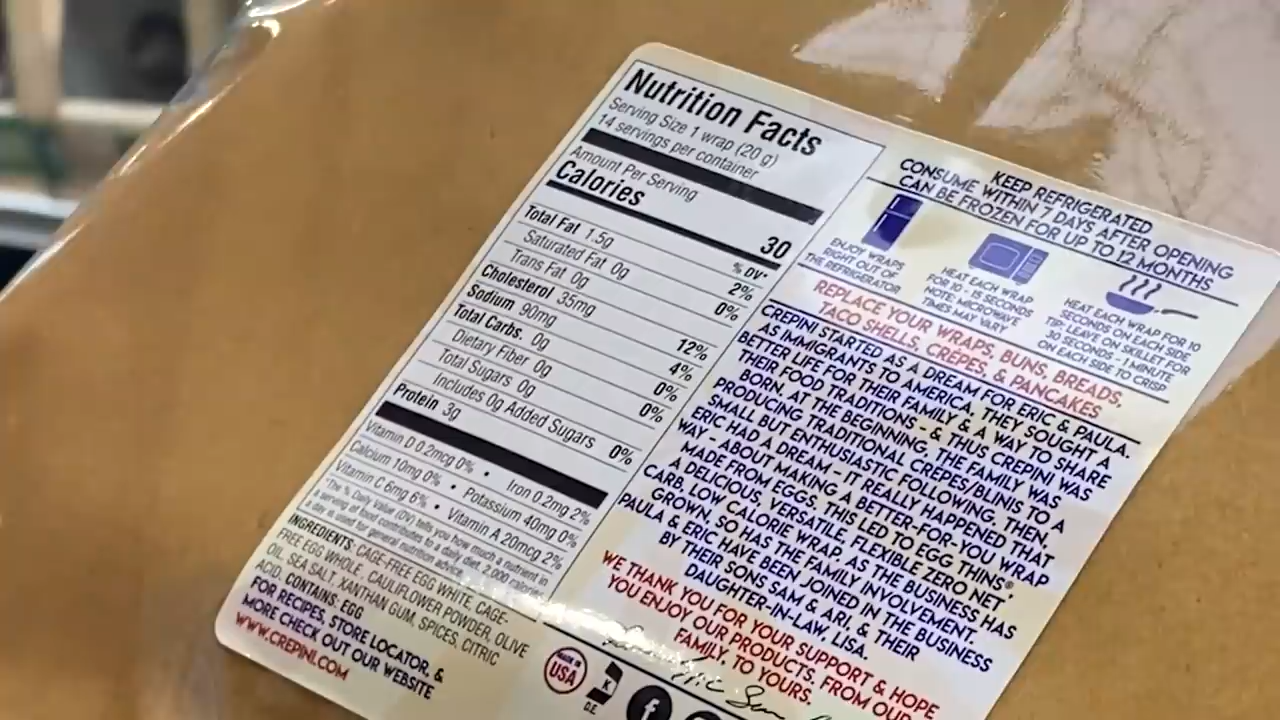 Nutrition Facts
Serving Size 1 wrap (20 g)
14 servings per container
Amount Per Serving
Calories 30
% DV*
Total Fat 1.5g 2%
Saturated Fat 0g 0%
Trans Fat 0g
Cholesterol 35mg 12%
Sodium 90mg 4%
Total Carbs. 0g 0%
Dietary Fiber 0g 0%
Total Sugars 0g
Includes 0g Added Sugars 0%
Protein 3g
Vitamin D 0.2mcg 0% • Iron 0.2mg 2%
Calcium 10mg 0% • Potassium 40mg 0%
Vitamin C 6mg 6% • Vitamin A 20mcg 2%
*The % Daily Value (DV) tells you how much a nutrient in
a serving of food contributes to a daily diet. 2,000 calories
a day is used for general nutrition advice.
INGREDIENTS: CAGE-FREE EGG WHITE, CAGE-
FREE EGG WHOLE, CAULIFLOWER POWDER, OLIVE
OIL, SEA SALT, XANTHAN GUM, SPICES, CITRIC
ACID. CONTAINS: EGG
FOR RECIPES, STORE LOCATOR, &
MORE CHECK OUT OUR WEBSITE
WWW.CREPINI.COM
KEEP REFRIGERATED
CONSUME WITHIN 7 DAYS AFTER OPENING
CAN BE FROZEN FOR UP TO 12 MONTHS
ENJOY WRAPS
RIGHT OUT OF
THE REFRIGERATOR
HEAT EACH WRAP
FOR 10 - 15 SECONDS
NOTE: MICROWAVE
TIMES MAY VARY
HEAT EACH WRAP FOR 10
SECONDS ON EACH SIDE
TIP: LEAVE ON SKILLET FOR
30 SECONDS - 1 MINUTE
ON EACH SIDE TO CRISP
REPLACE YOUR WRAPS, BUNS, BREADS,
TACO SHELLS, CRÊPES, & PANCAKES
CREPINI STARTED AS A DREAM FOR ERIC & PAULA.
AS IMMIGRANTS TO AMERICA, THEY SOUGHT A
BETTER LIFE FOR THEIR FAMILY & A WAY TO SHARE
THEIR FOOD TRADITIONS - & THUS CREPINI WAS
BORN. AT THE BEGINNING, THE FAMILY WAS
PRODUCING TRADITIONAL CREPES/BLINIS TO A
SMALL BUT ENTHUSIASTIC FOLLOWING. THEN,
ERIC HAD A DREAM - IT REALLY HAPPENED THAT
WAY - ABOUT MAKING A BETTER-FOR-YOU WRAP
MADE FROM EGGS. THIS LED TO EGG THINS®
A DELICIOUS, VERSATILE, FLEXIBLE ZERO NET
CARB, LOW CALORIE WRAP. AS THE BUSINESS HAS
GROWN, SO HAS THE FAMILY INVOLVEMENT.
PAULA & ERIC HAVE BEEN JOINED IN THE BUSINESS
BY THEIR SONS SAM & ARI, & THEIR
DAUGHTER-IN-LAW, LISA.
WE THANK YOU FOR YOUR SUPPORT & HOPE
YOU ENJOY OUR PRODUCTS. FROM OUR
FAMILY, TO YOURS.
MADE IN
USA
K
D.E.
f